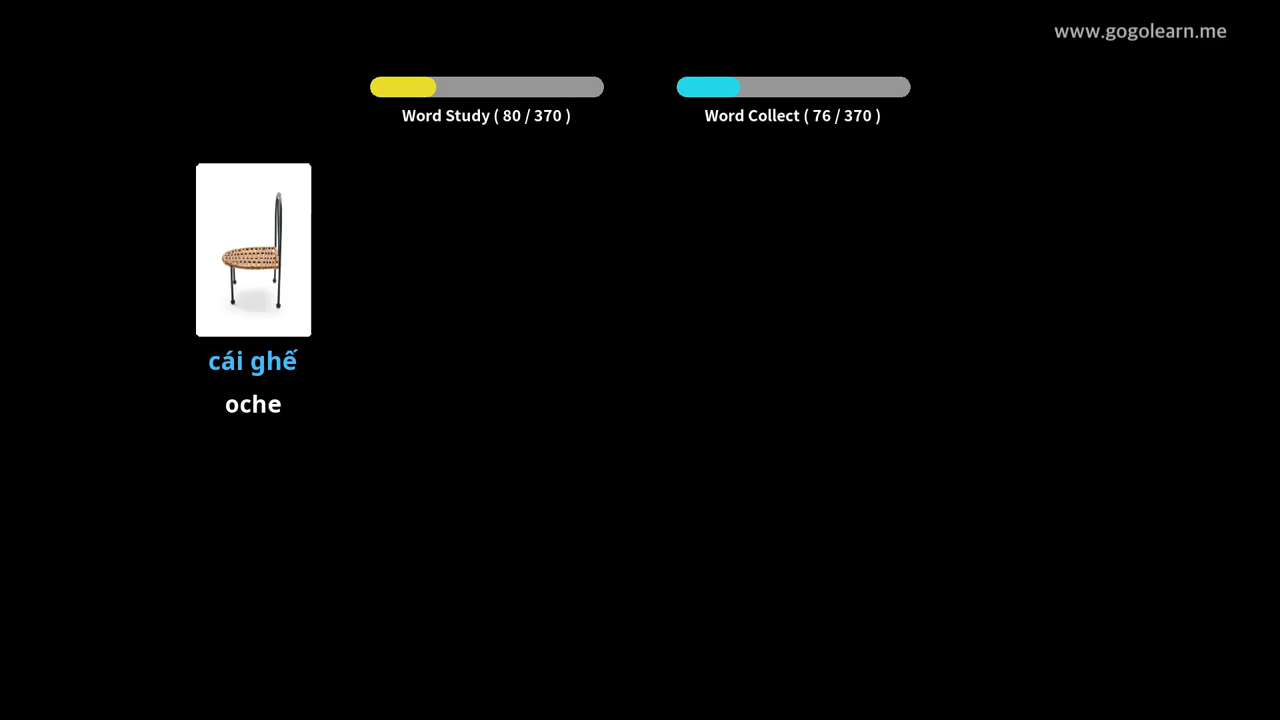 www.gogolearn.me
Word Study ( 80 / 370 )
Word Collect ( 76 / 370 )
cái ghế
oche